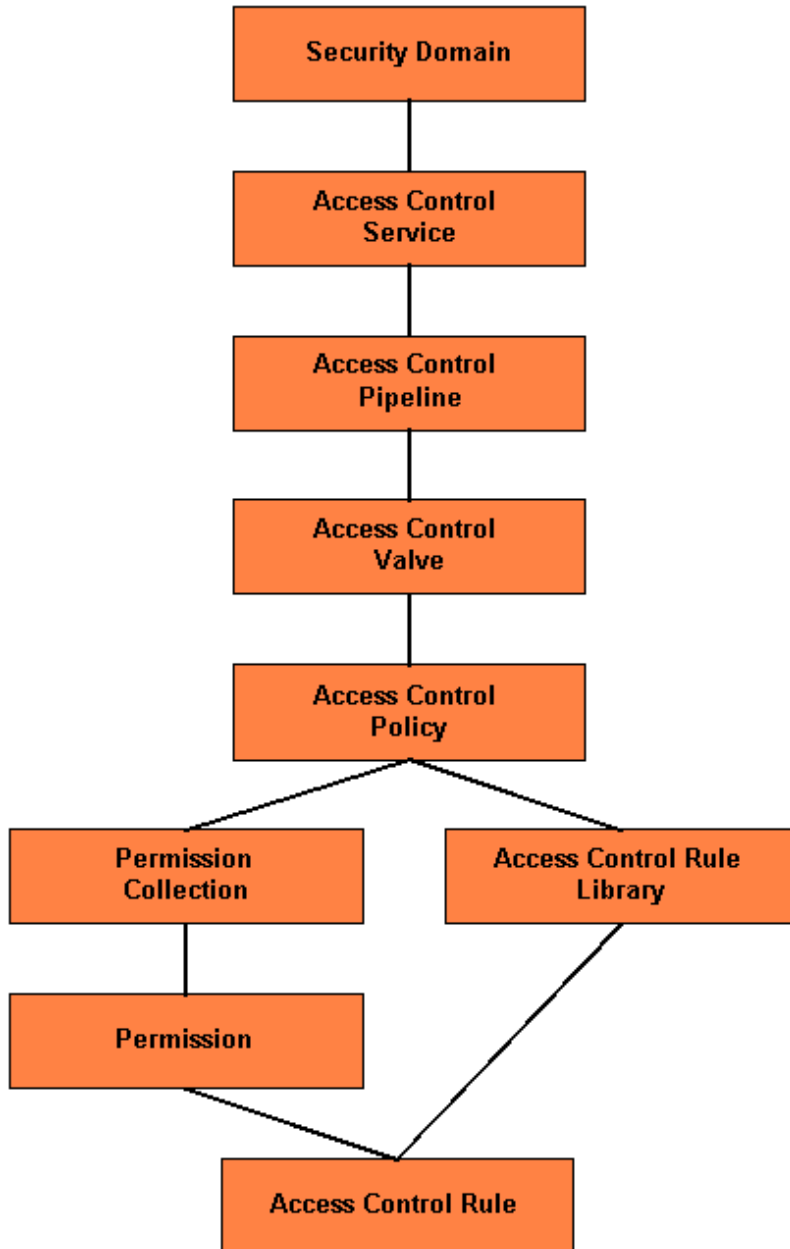 Security Domain
Access Control
Service
Access Control
Pipeline
Access Control
Valve
Access Control
Policy
Permission
Collection
Access Control Rule
Library
Permission
Access Control Rule